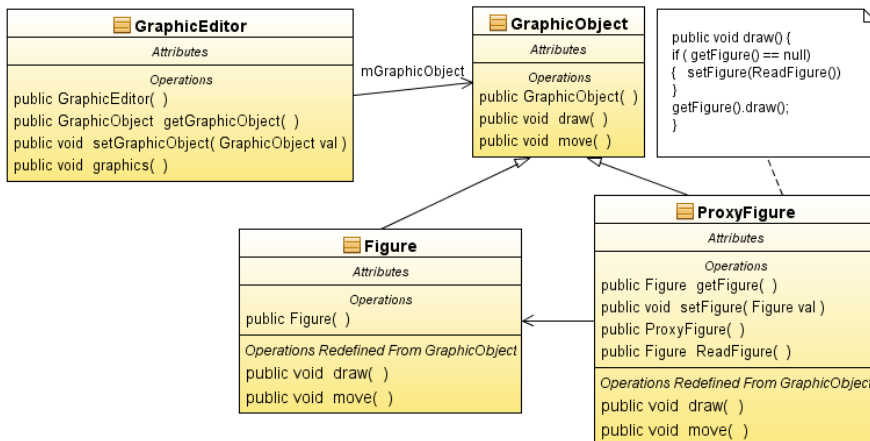 GraphicEditor
Attributes
Operations
public GraphicEditor( )
public GraphicObject getGraphicObject( )
public void setGraphicObject( GraphicObject val )
public void graphics( )
mGraphicObject
GraphicObject
Attributes
Operations
public GraphicObject( )
public void draw( )
public void move( )
public void draw() {
if ( getFigure() == null)
{ setFigure(ReadFigure())
}
getFigure().draw();
}
Figure
Attributes
Operations
public Figure( )
Operations Redefined From GraphicObject
public void draw( )
public void move( )
ProxyFigure
Attributes
Operations
public Figure getFigure( )
public void setFigure( Figure val )
public ProxyFigure( )
public Figure ReadFigure( )
Operations Redefined From GraphicObject
public void draw( )
public void move( )